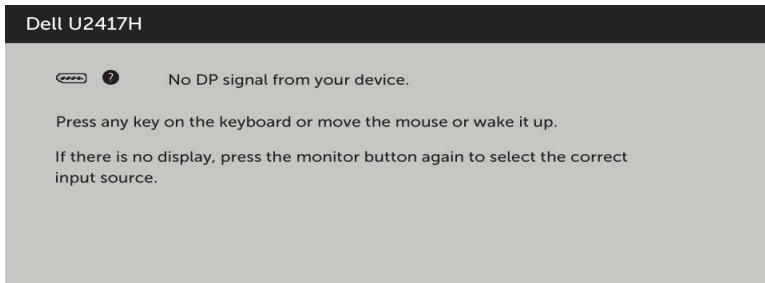 Dell U2417H
? No DP signal from your device.
Press any key on the keyboard or move the mouse or wake it up.
If there is no display, press the monitor button again to select the correct
input source.